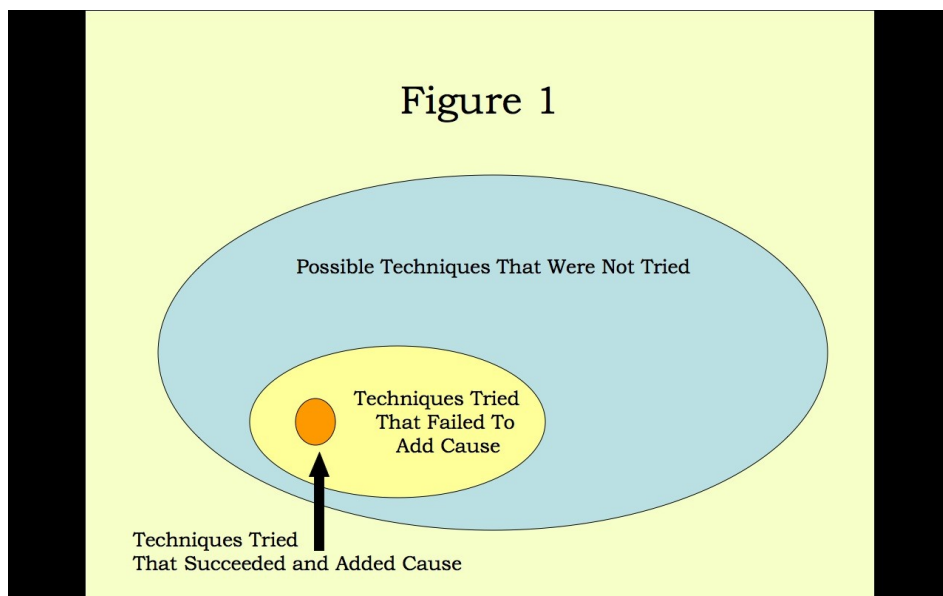 Figure 1
Possible Techniques That Were Not Tried
Techniques Tried
That Failed To
Add Cause
Techniques Tried
That Succeeded and Added Cause